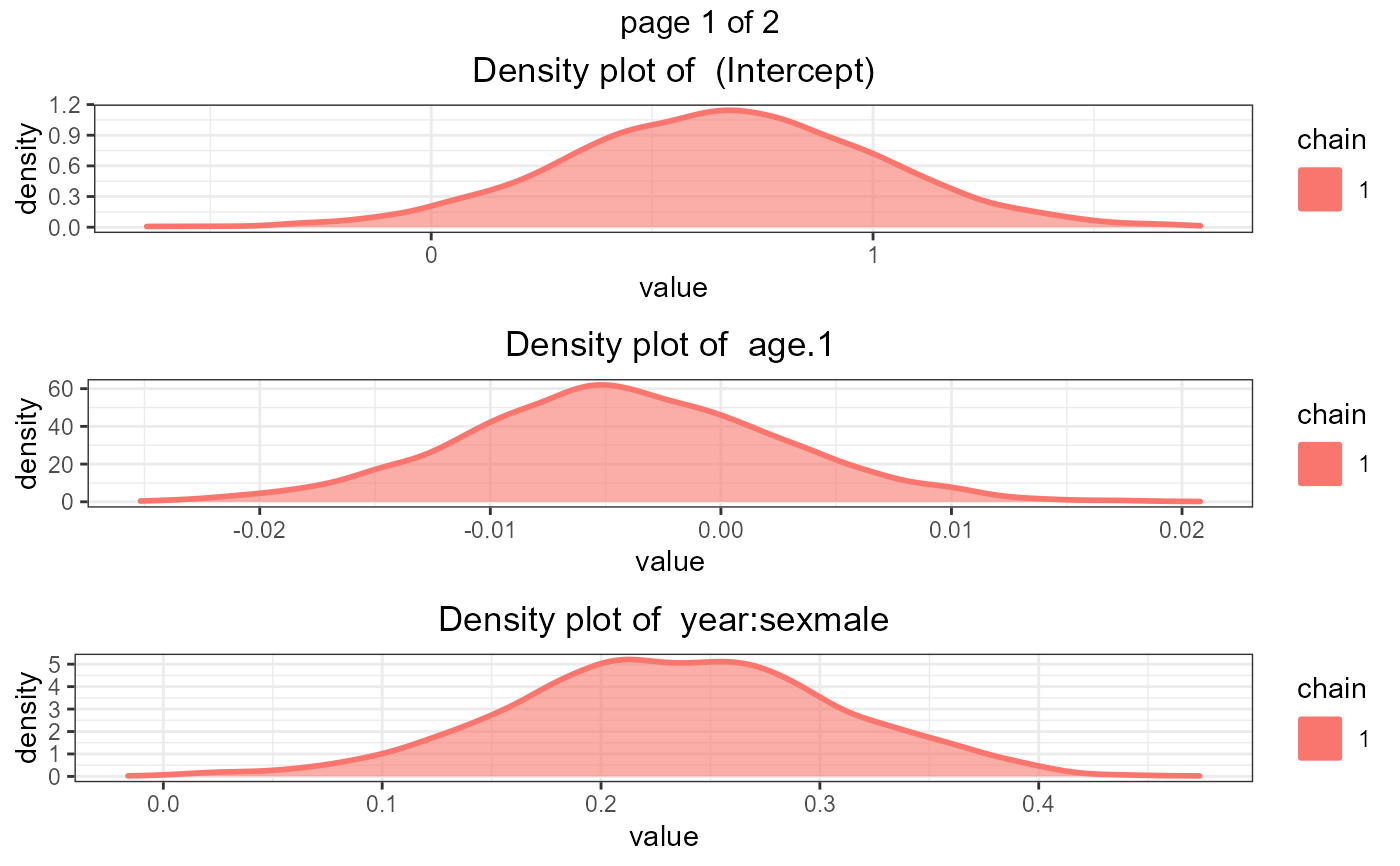 page 1 of 2
Density plot of  (Intercept)
density
1.2
0.9
0.6
0.3
0.0
0 1
value
chain
1
Density plot of  age.1
density
60
40
20
0
-0.02 -0.01 0.00 0.01 0.02
value
chain
1
Density plot of  year:sexmale
density
5
4
3
2
1
0
0.0 0.1 0.2 0.3 0.4
value
chain
1